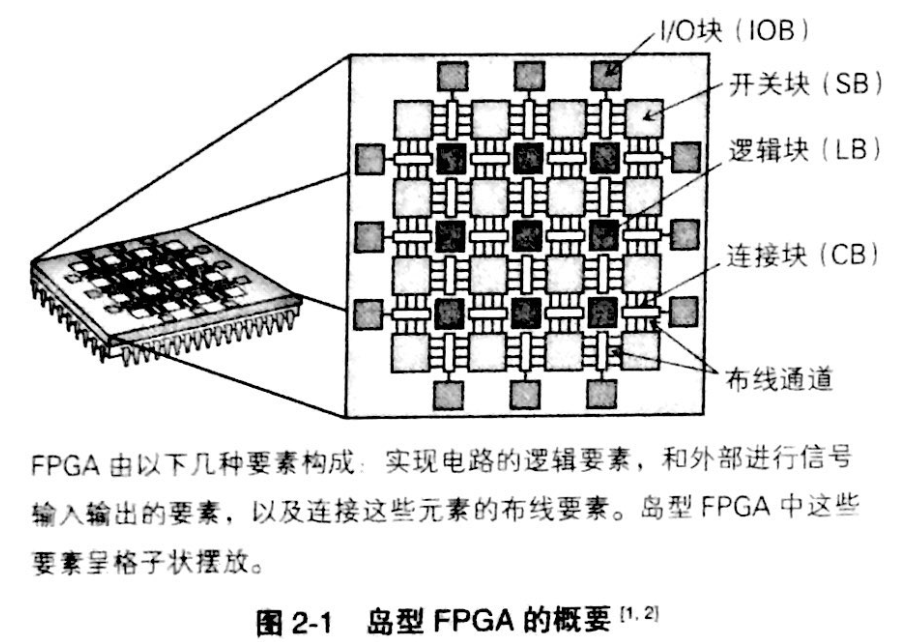 I/O块（IOB）
开关块（SB）
逻辑块（LB）
连接块（CB）
布线通道
FPGA 由以下几种要素构成：实现电路的逻辑要素，和外部进行信号
输入输出的要素，以及连接这些元素的布线要素。岛型 FPGA 中这些
要素呈格子状摆放。
图 2-1 岛型 FPGA 的概要 [1, 2]